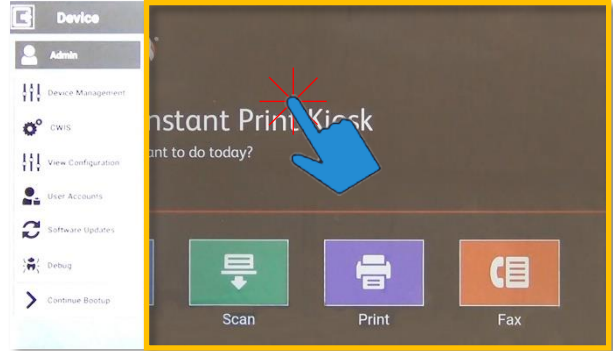 Device
Admin
Device Management
CWIS
View Configuration
User Accounts
Software Updates
Debug
Continue Bootup
nstant Print Kiosk
ant to do today?
Scan
Print
Fax